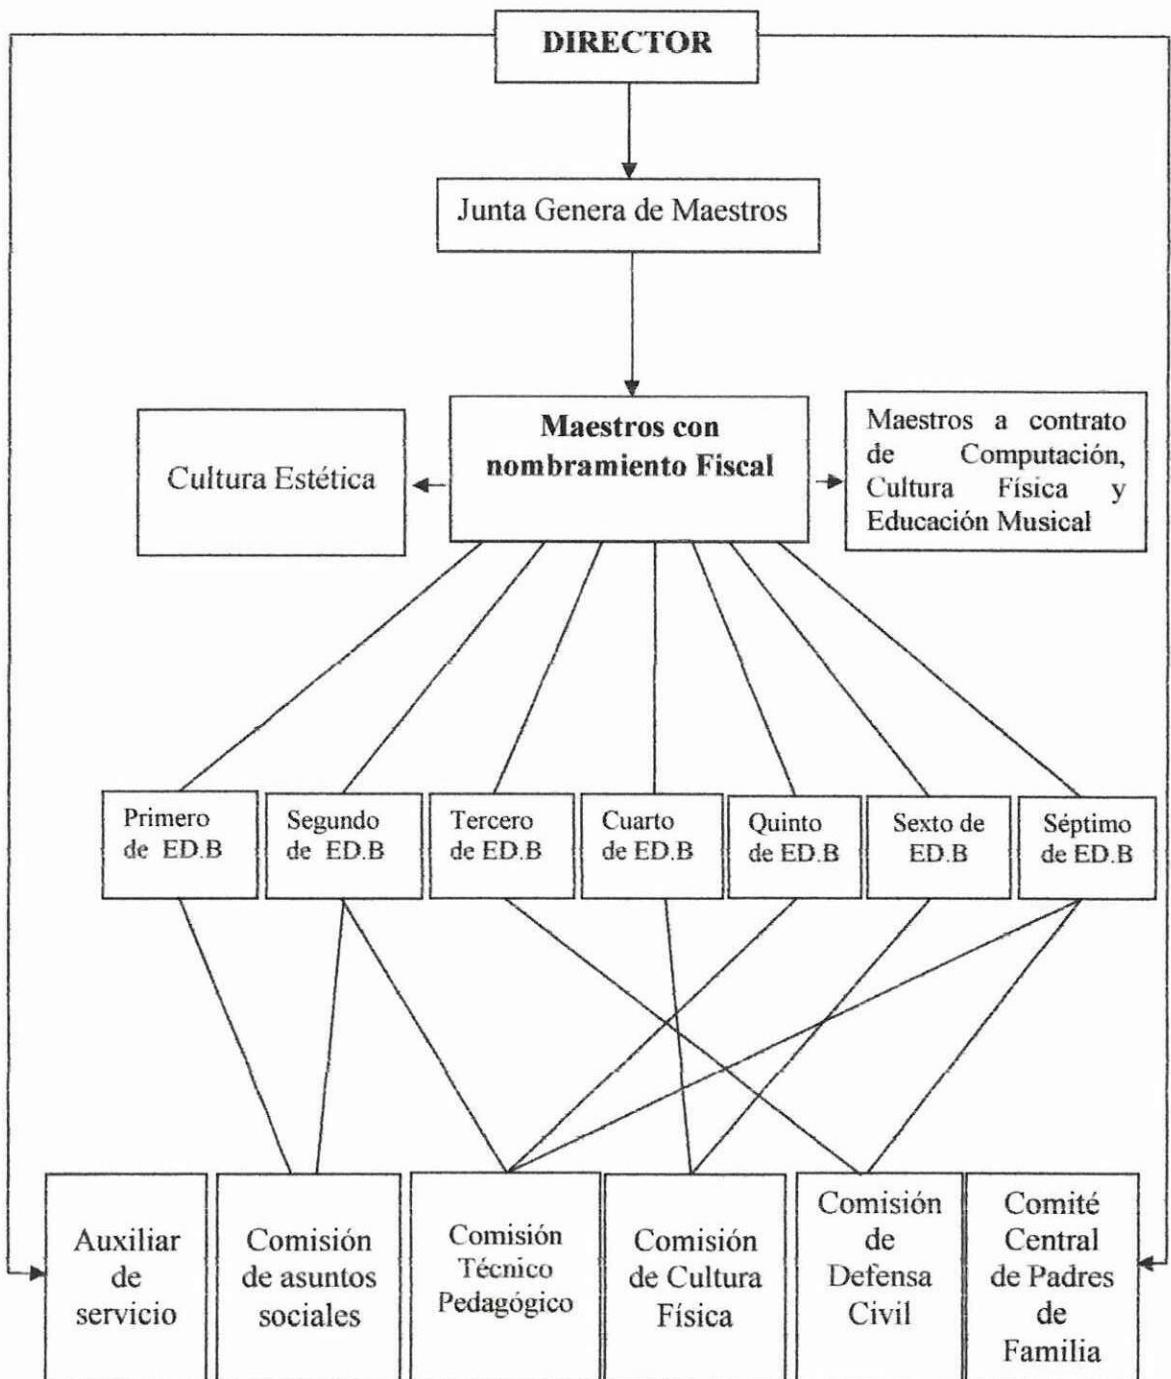 DIRECTOR
Junta Genera de Maestros
Cultura Estética
Maestros con
nombramiento Fiscal
Maestros a contrato
de Computación,
Cultura Física y
Educación Musical
Primero
de ED.B
Segundo
de ED.B
Tercero
de ED.B
Cuarto
de ED.B
Quinto
de ED.B
Sexto de
ED.B
Séptimo
de ED.B
Auxiliar
de
servicio
Comisión
de asuntos
sociales
Comisión
Técnico
Pedagógico
Comisión
de Cultura
Física
Comisión
de
Defensa
Civil
Comité
Central
de Padres
de
Familia